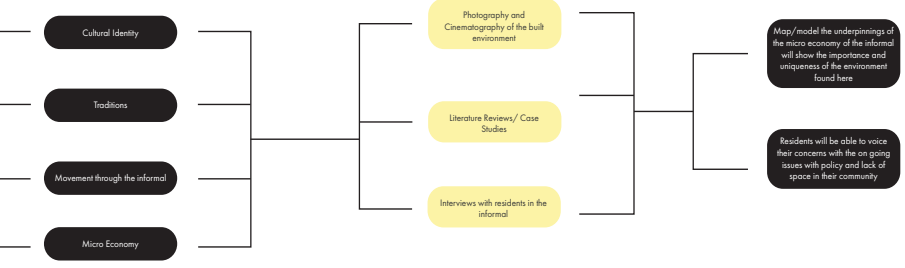 Cultural Identity
Traditions
Movement through the informal
Micro Economy
Photography and
Cinematography of the built
environment
Literature Reviews/ Case
Studies
Interviews with residents in the
informal
Map/model the underpinnings of
the micro economy of the informal
will show the importance and
uniqueness of the environment
found here
Residents will be able to voice
their concerns with the on going
issues with policy and lack of
space in their community